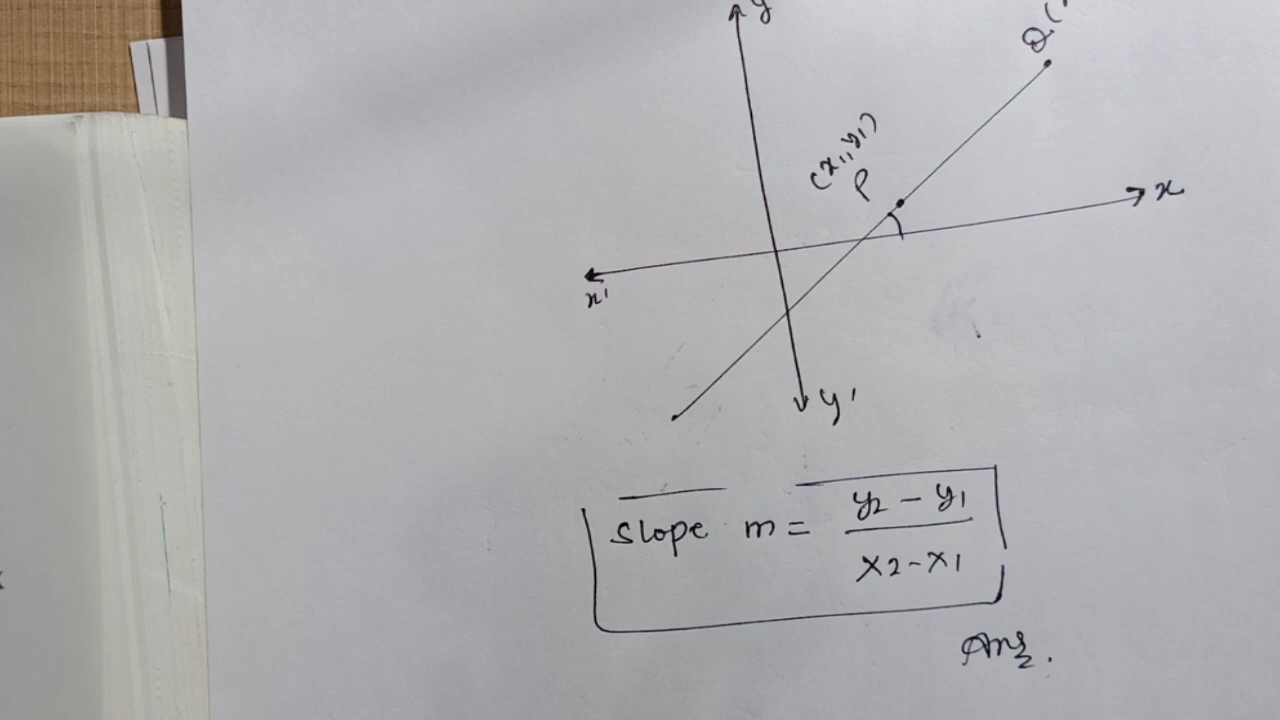 y
Q (
(x₁, y₁)
P
x
x'
y'
Slope m = y₂ - y₁ / x₂ - x₁
Ans.